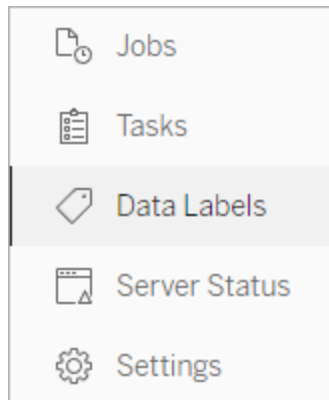 Jobs
Tasks
Data Labels
Server Status
Settings